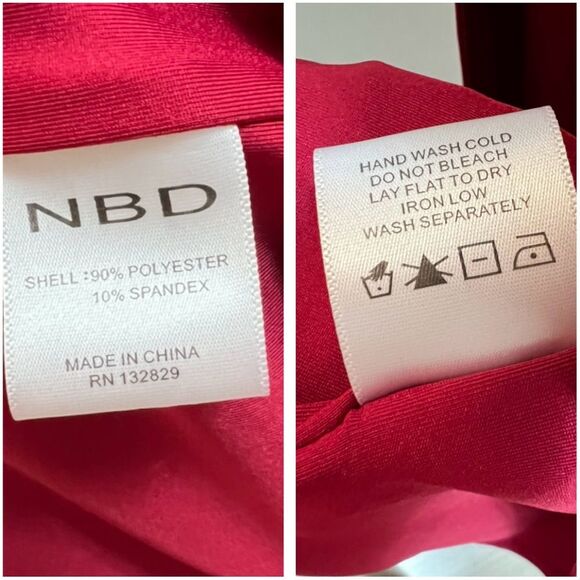 NBD
SHELL:90% POLYESTER
10% SPANDEX
MADE IN CHINA
RN 132829
HAND WASH COLD
DO NOT BLEACH
LAY FLAT TO DRY
IRON LOW
WASH SEPARATELY